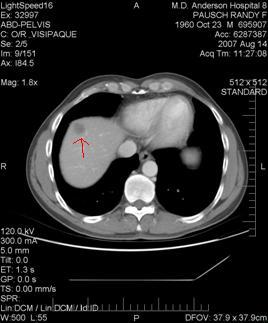 LightSpeed16
Ex: 32997
ABD-PELVIS
C: O/R _VISIPAQUE
Se: 2/5
Im: 9/151
Ax: I84.5
Mag: 1.8x
A
M.D. Anderson Hospital 8
PAUSCH RANDY F
1960 Oct 23 M 695907
Acc: 6287387
2007 Aug 14
Acq Tm: 11:27:08
512 x 512
STANDARD
R
L
120.0 kV
300.0 mA
5.0 mm
Tilt: 0.0
ET: 1.3 s
GP: 0.0 s
TS: 0.00 mm/s
SPR:
Lin DCM / Lin DCM / Id ID
W:500 L:55
P
DFOV: 37.9 x 37.9cm